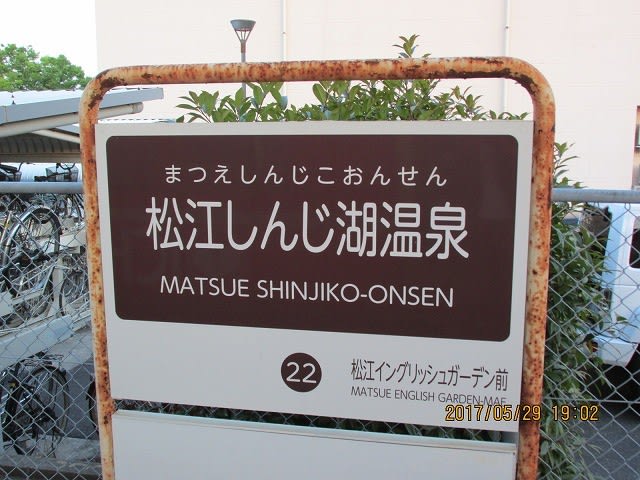 まつえしんじこおんせん
松江しんじ湖温泉
MATSUE SHINJIKO-ONSEN
22
松江イングリッシュガーデン前
MATSUE ENGLISH GARDEN-MAE
2017/05/29 19:02